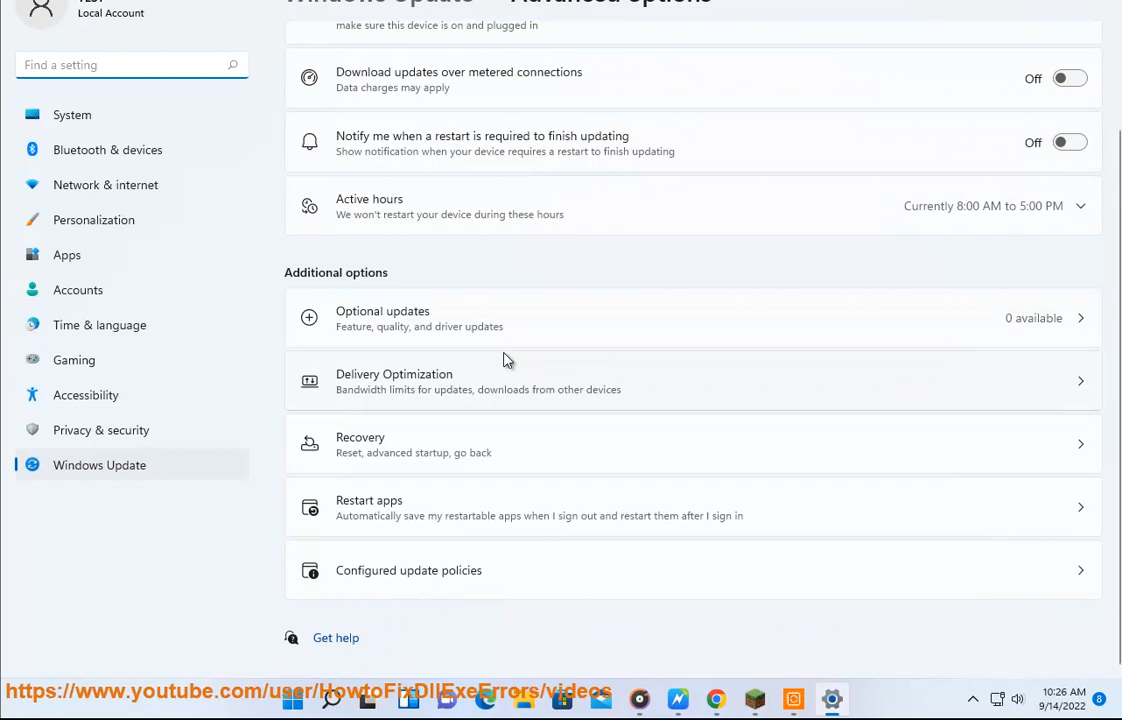 Windows Update
Advanced options
Local Account
make sure this device is on and plugged in
Find a setting
Download updates over metered connections
Data charges may apply
Off
System
Notify me when a restart is required to finish updating
Show notification when your device requires a restart to finish updating
Off
Bluetooth & devices
Network & internet
Active hours
We won't restart your device during these hours
Currently 8:00 AM to 5:00 PM
Personalization
Apps
Additional options
Accounts
Optional updates
Feature, quality, and driver updates
0 available
Time & language
Gaming
Delivery Optimization
Bandwidth limits for updates, downloads from other devices
Accessibility
Privacy & security
Recovery
Reset, advanced startup, go back
Windows Update
Restart apps
Automatically save my restartable apps when I sign out and restart them after I sign in
Configured update policies
Get help
https://www.youtube.com/user/HowtoFixDllExeErrors/videos
10:26 AM
9/14/2022
8